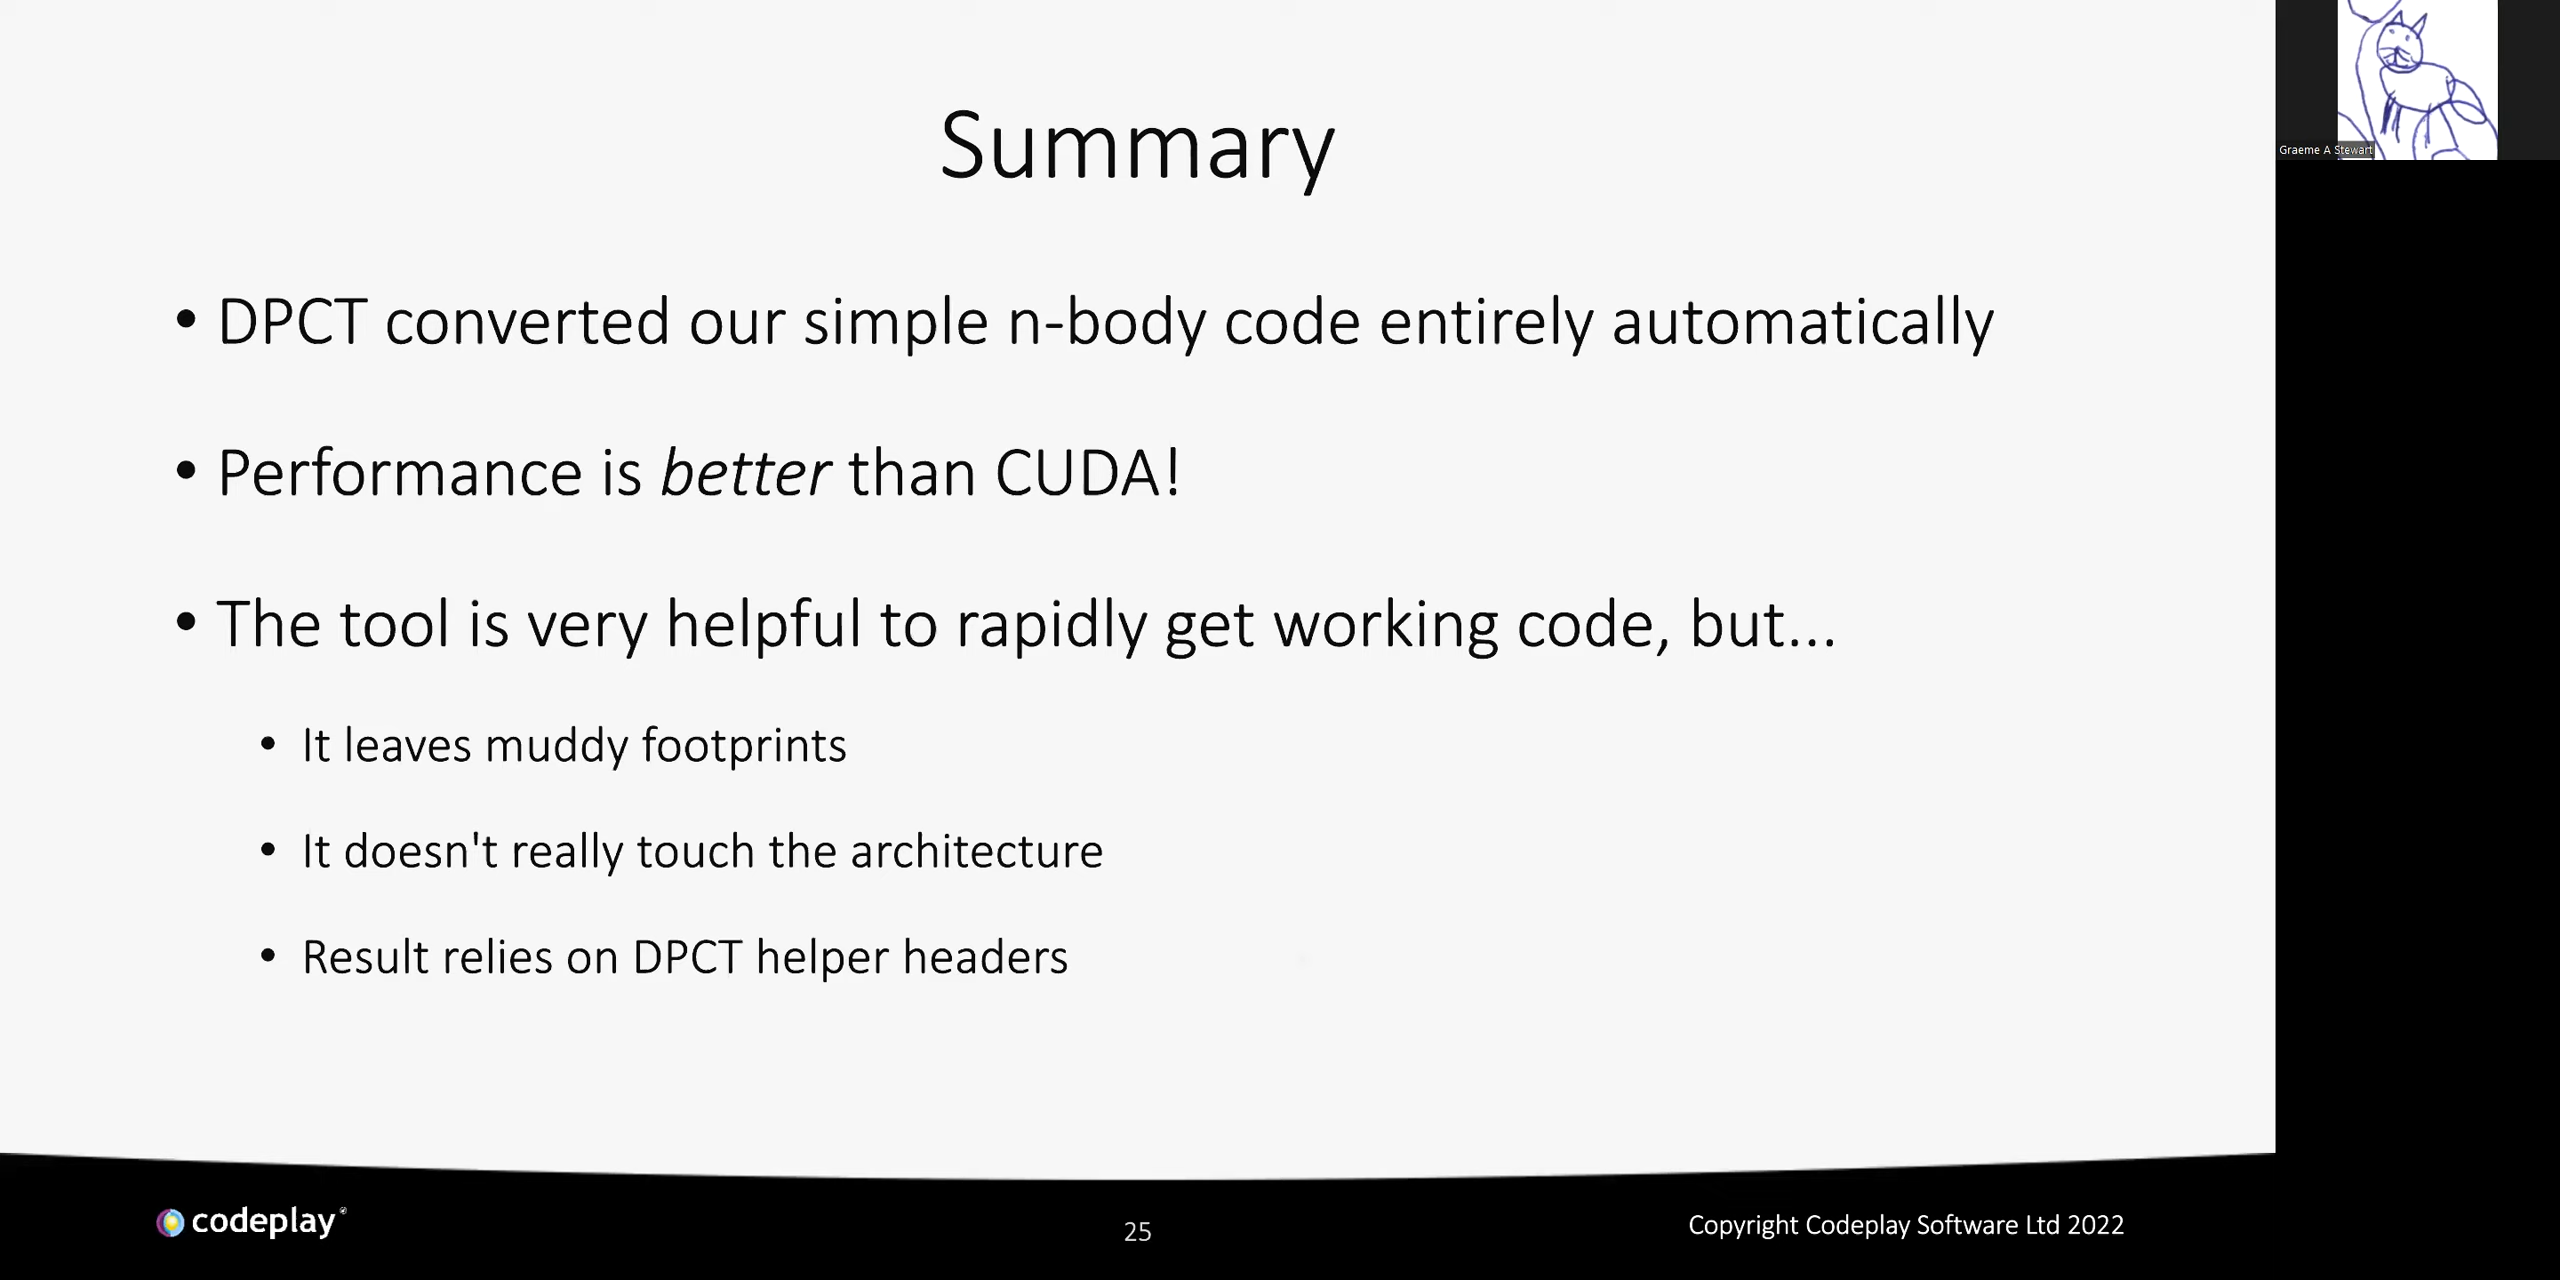 Summary
• DPCT converted our simple n-body code entirely automatically
• Performance is better than CUDA!
• The tool is very helpful to rapidly get working code, but...
• It leaves muddy footprints
• It doesn't really touch the architecture
• Result relies on DPCT helper headers
codeplay®
25
Copyright Codeplay Software Ltd 2022
Graeme A Stewart